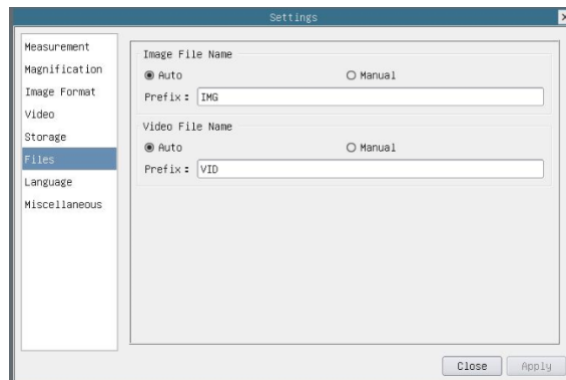 Settings
Measurement
Magnification
Image Format
Video
Storage
Files
Language
Miscellaneous
Image File Name
Auto
Manual
Prefix: IMG
Video File Name
Auto
Manual
Prefix: VID
Close
Apply